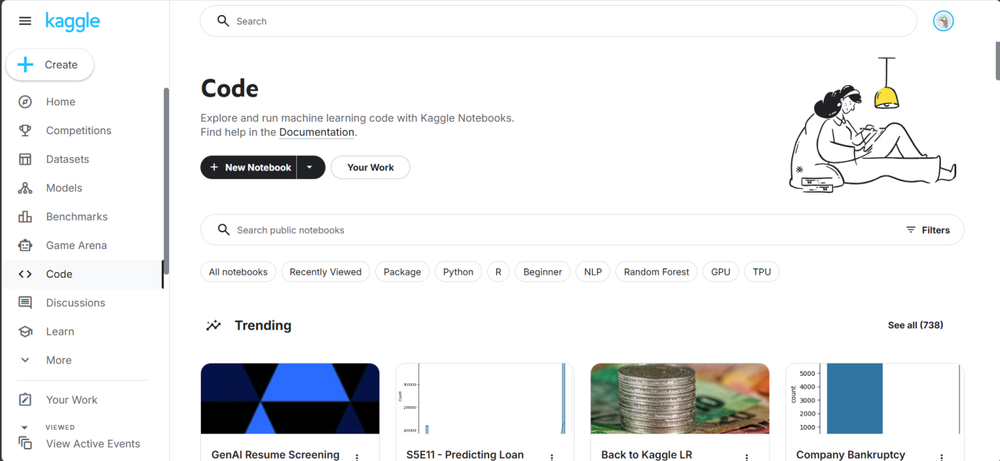 kaggle
Search
Create
Home
Competitions
Datasets
Models
Benchmarks
Game Arena
Code
Discussions
Learn
More
Your Work
VIEWED
View Active Events
Code
Explore and run machine learning code with Kaggle Notebooks.
Find help in the Documentation.
+ New Notebook
Your Work
Search public notebooks
Filters
All notebooks
Recently Viewed
Package
Python
R
Beginner
NLP
Random Forest
GPU
TPU
Trending
See all (738)
GenAI Resume Screening
Count
300000
200000
100000
S5E11 - Predicting Loan
Back to Kaggle LR
count
5000
4000
3000
2000
1000
Company Bankruptcy